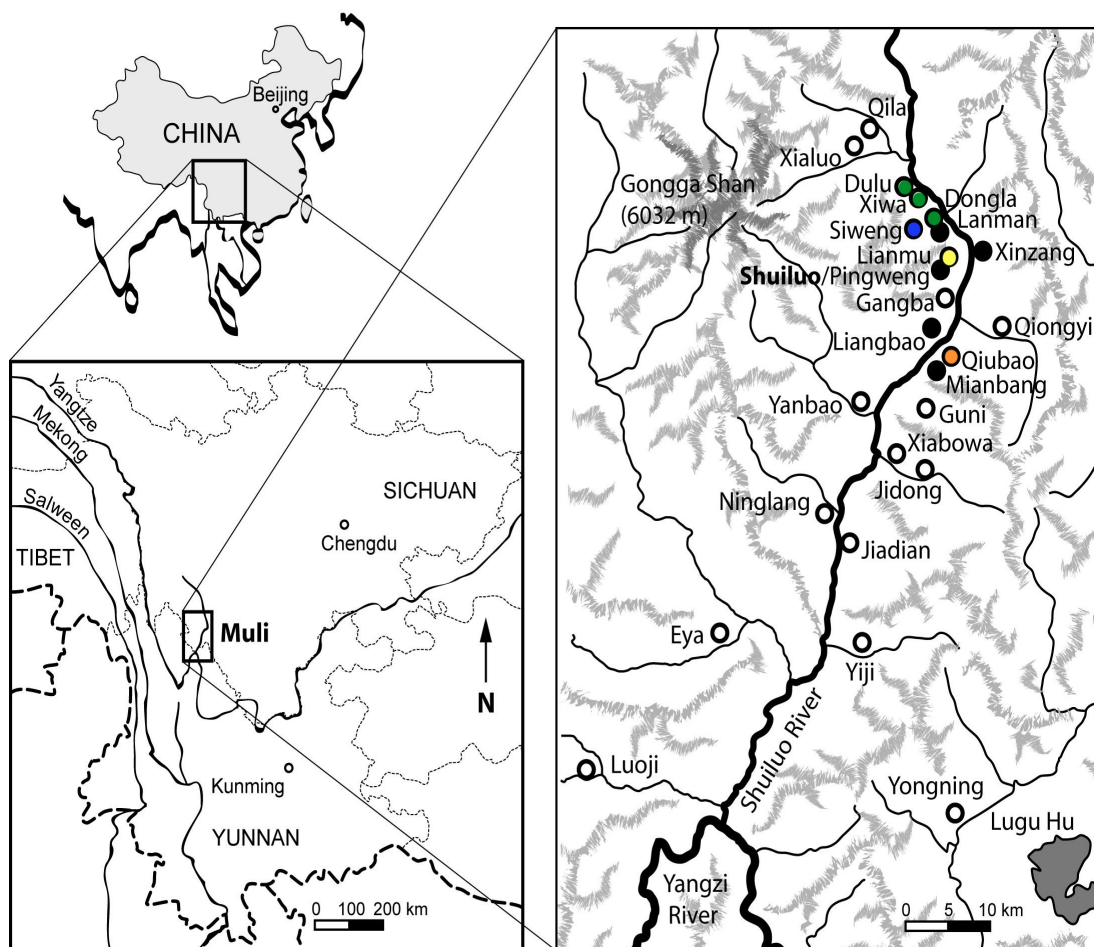 Beijing
CHINA
Yangtze
Mekong
Salween
TIBET
SICHUAN
Chengdu
Muli
N
Kunming
YUNNAN
0 100 200 km
Qila
Xialuo
Gongga Shan
(6032 m)
Dulu
Xiwa
Dongla
Lanman
Siweng
Lianmu
Xinzang
Shuiluo/Pingweng
Gangba
Qiongyi
Liangbao
Qiubao
Mianbang
Yanbao
Guni
Xiabowa
Jidong
Ninglang
Jiadian
Eya
Yiji
Shuiluo River
Luoji
Yongning
Lugu Hu
Yangzi
River
0 5 10 km